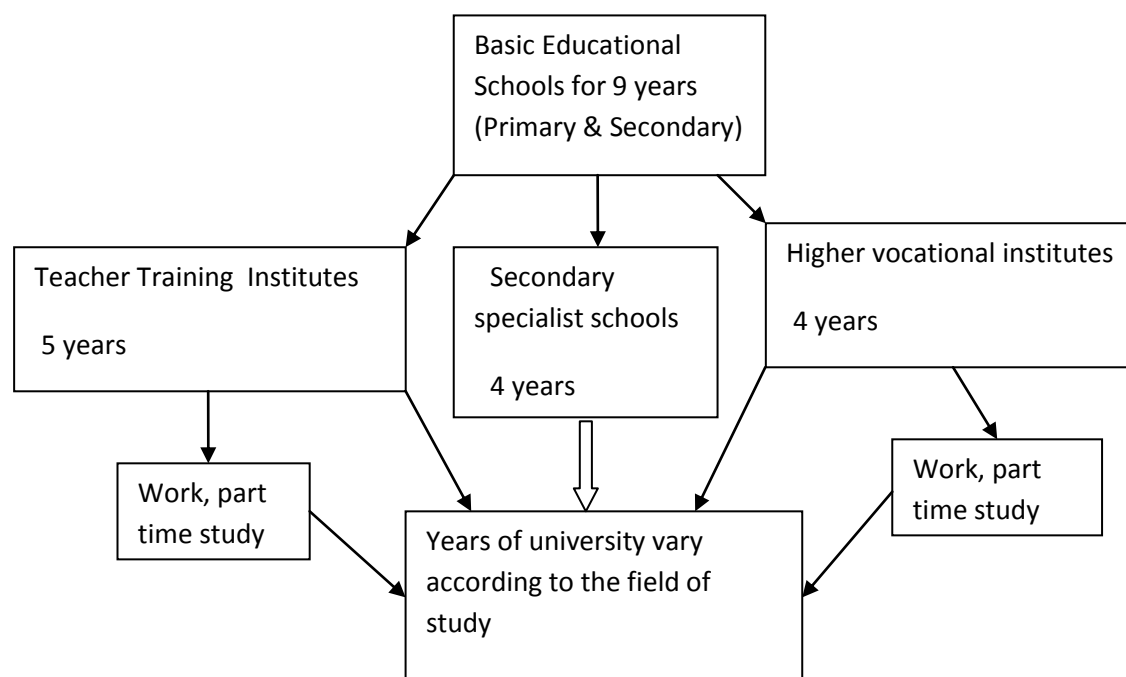 Basic Educational
Schools for 9 years
(Primary & Secondary)
Teacher Training Institutes
5 years
Secondary
specialist schools
4 years
Higher vocational institutes
4 years
Work, part
time study
Work, part
time study
Years of university vary
according to the field of
study